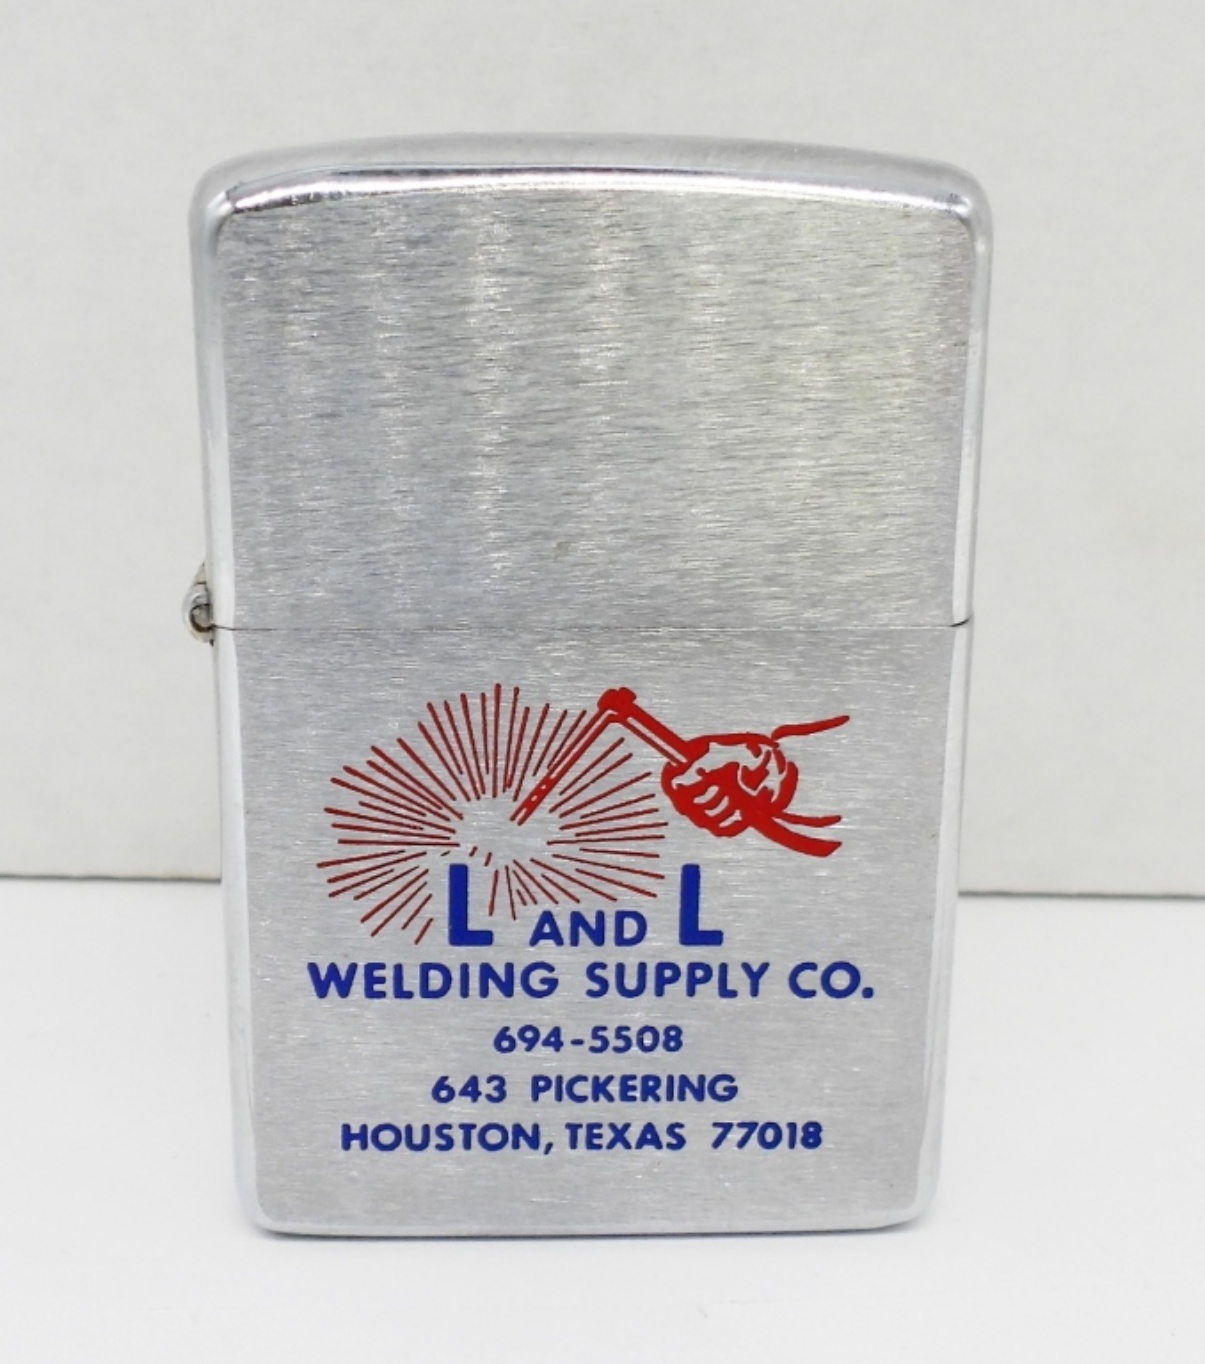 L AND L
WELDING SUPPLY CO.
694-5508
643 PICKERING
HOUSTON, TEXAS 77018